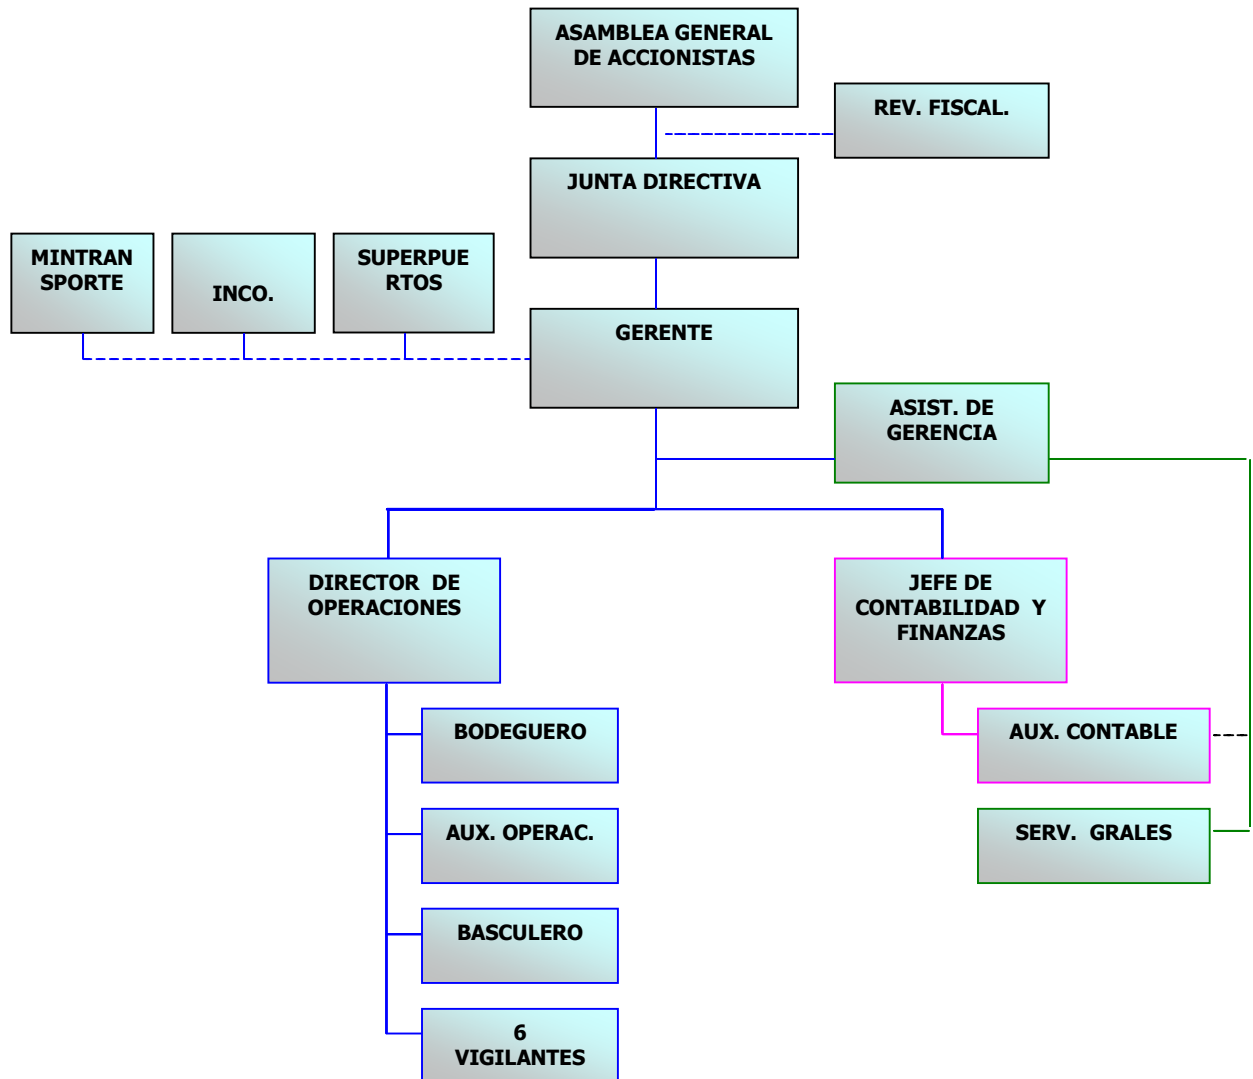 ASAMBLEA GENERAL
DE ACCIONISTAS
REV. FISCAL.
JUNTA DIRECTIVA
MINTRAN
SPORTE
INCO.
SUPERPUE
RTOS
GERENTE
ASIST. DE
GERENCIA
DIRECTOR DE
OPERACIONES
JEFE DE
CONTABILIDAD Y
FINANZAS
BODEGUERO
AUX. CONTABLE
AUX. OPERAC.
SERV. GRALES
BASCULERO
6
VIGILANTES